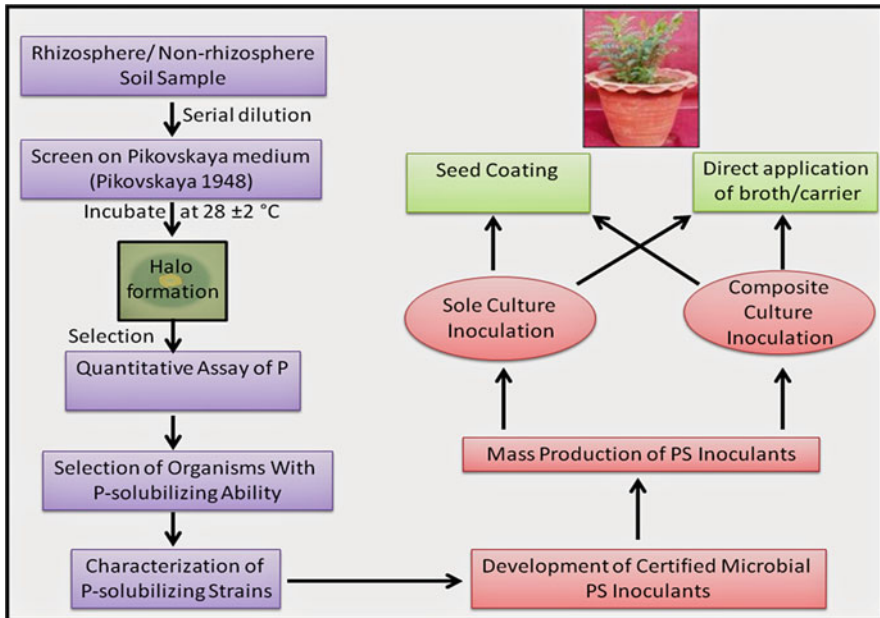 Rhizosphere/ Non-rhizosphere
Soil Sample
Serial dilution
Screen on Pikovskaya medium
(Pikovskaya 1948)
Incubate at 28 ±2 °C
Halo
formation
Selection
Quantitative Assay of P
Selection of Organisms With
P-solubilizing Ability
Characterization of
P-solubilizing Strains
Development of Certified Microbial
PS Inoculants
Mass Production of PS Inoculants
Sole Culture
Inoculation
Composite
Culture
Inoculation
Seed Coating
Direct application
of broth/carrier